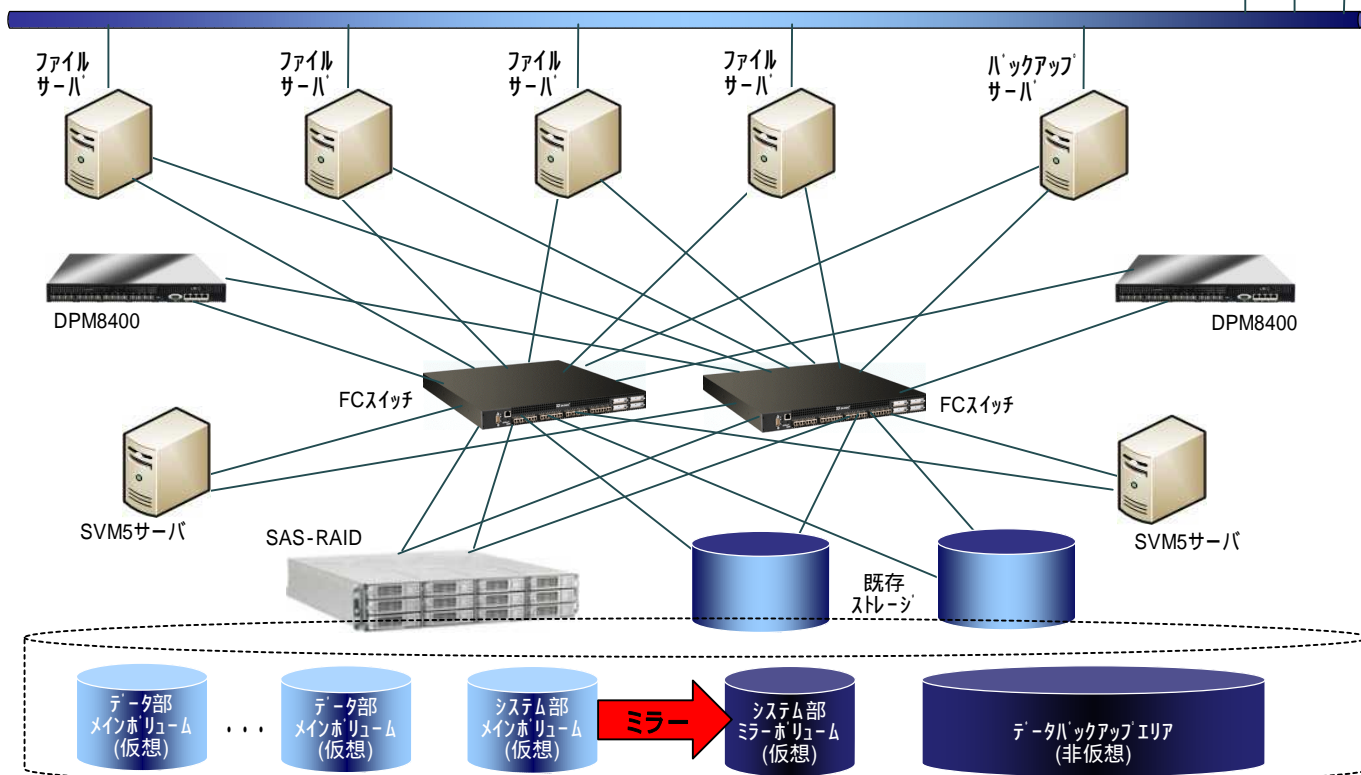 ファイル
サーバ
ファイル
サーバ
ファイル
サーバ
ファイル
サーバ
バックアップ
サーバ
DPM8400
DPM8400
FCスイッチ
FCスイッチ
SVM5サーバ
SAS-RAID
既存
ストレージ
SVM5サーバ
データ部
メインボリューム
(仮想)
・・・
データ部
メインボリューム
(仮想)
システム部
メインボリューム
(仮想)
ミラー
システム部
ミラーボリューム
(仮想)
データバックアップエリア
(非仮想)